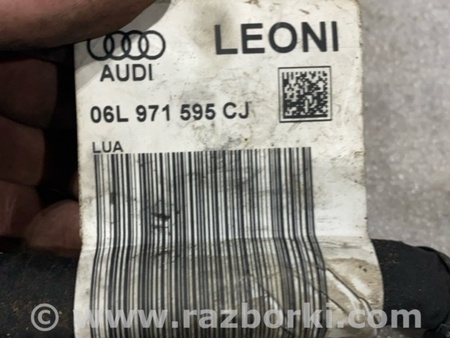 LEONI
AUDI
06L 971 595 CJ
LUA
© www.razborki.com